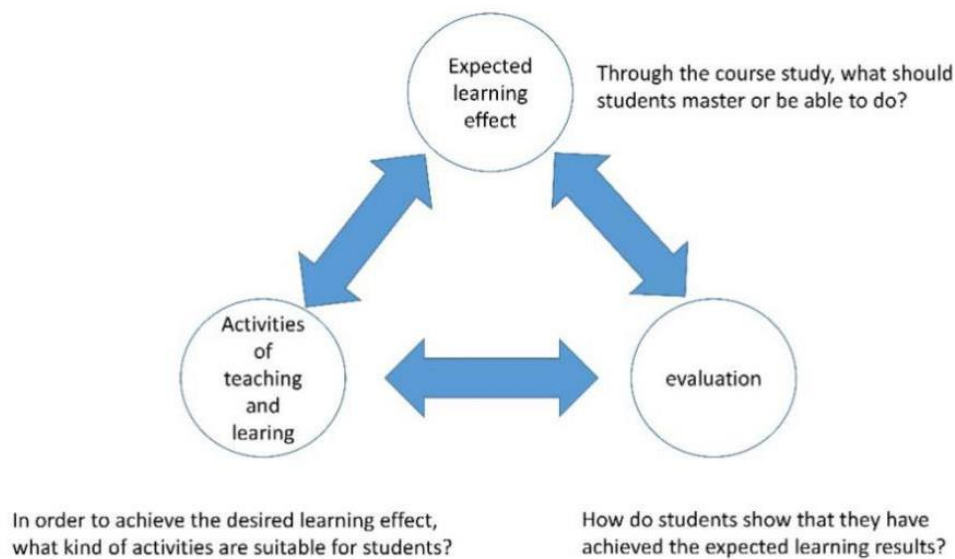 Expected
learning
effect
Through the course study, what should
students master or be able to do?
Activities
of
teaching
and
learing
evaluation
In order to achieve the desired learning effect,
what kind of activities are suitable for students?
How do students show that they have
achieved the expected learning results?